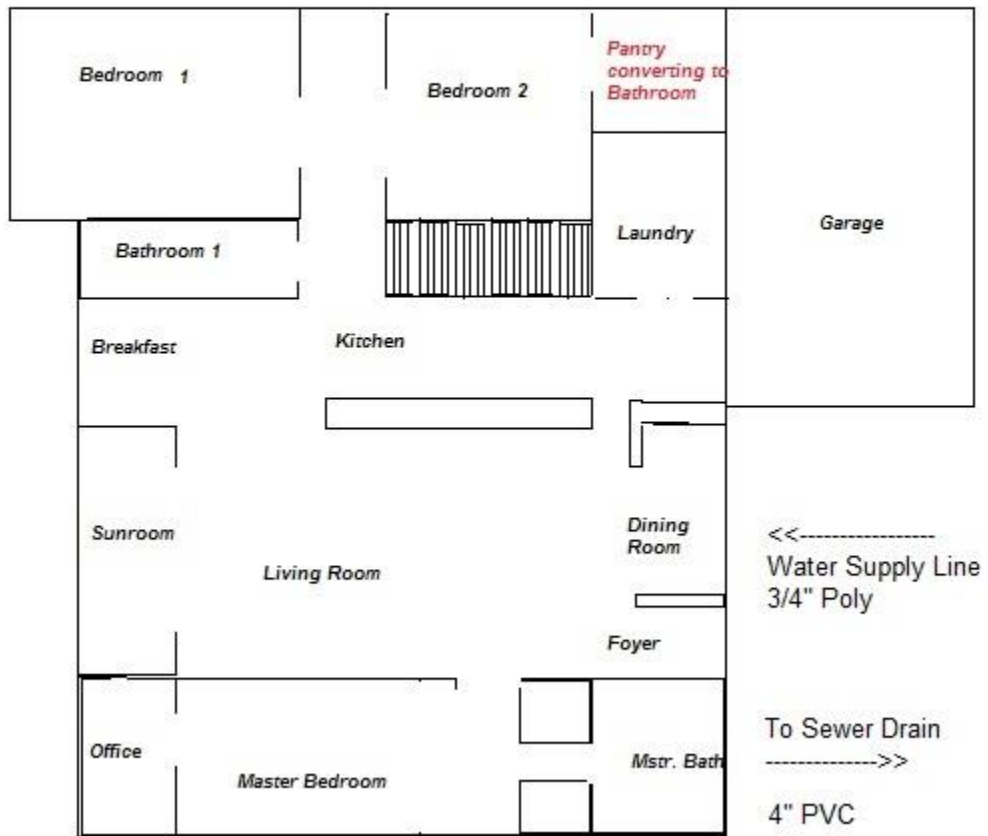 Bedroom 1
Bedroom 2
Pantry
converting to
Bathroom
Bathroom 1
Laundry
Garage
Breakfast
Kitchen
Sunroom
Living Room
Dining
Room
<<-----------------
Water Supply Line
3/4" Poly
Foyer
Office
Master Bedroom
Mstr. Bath
To Sewer Drain
-------------->>
4" PVC